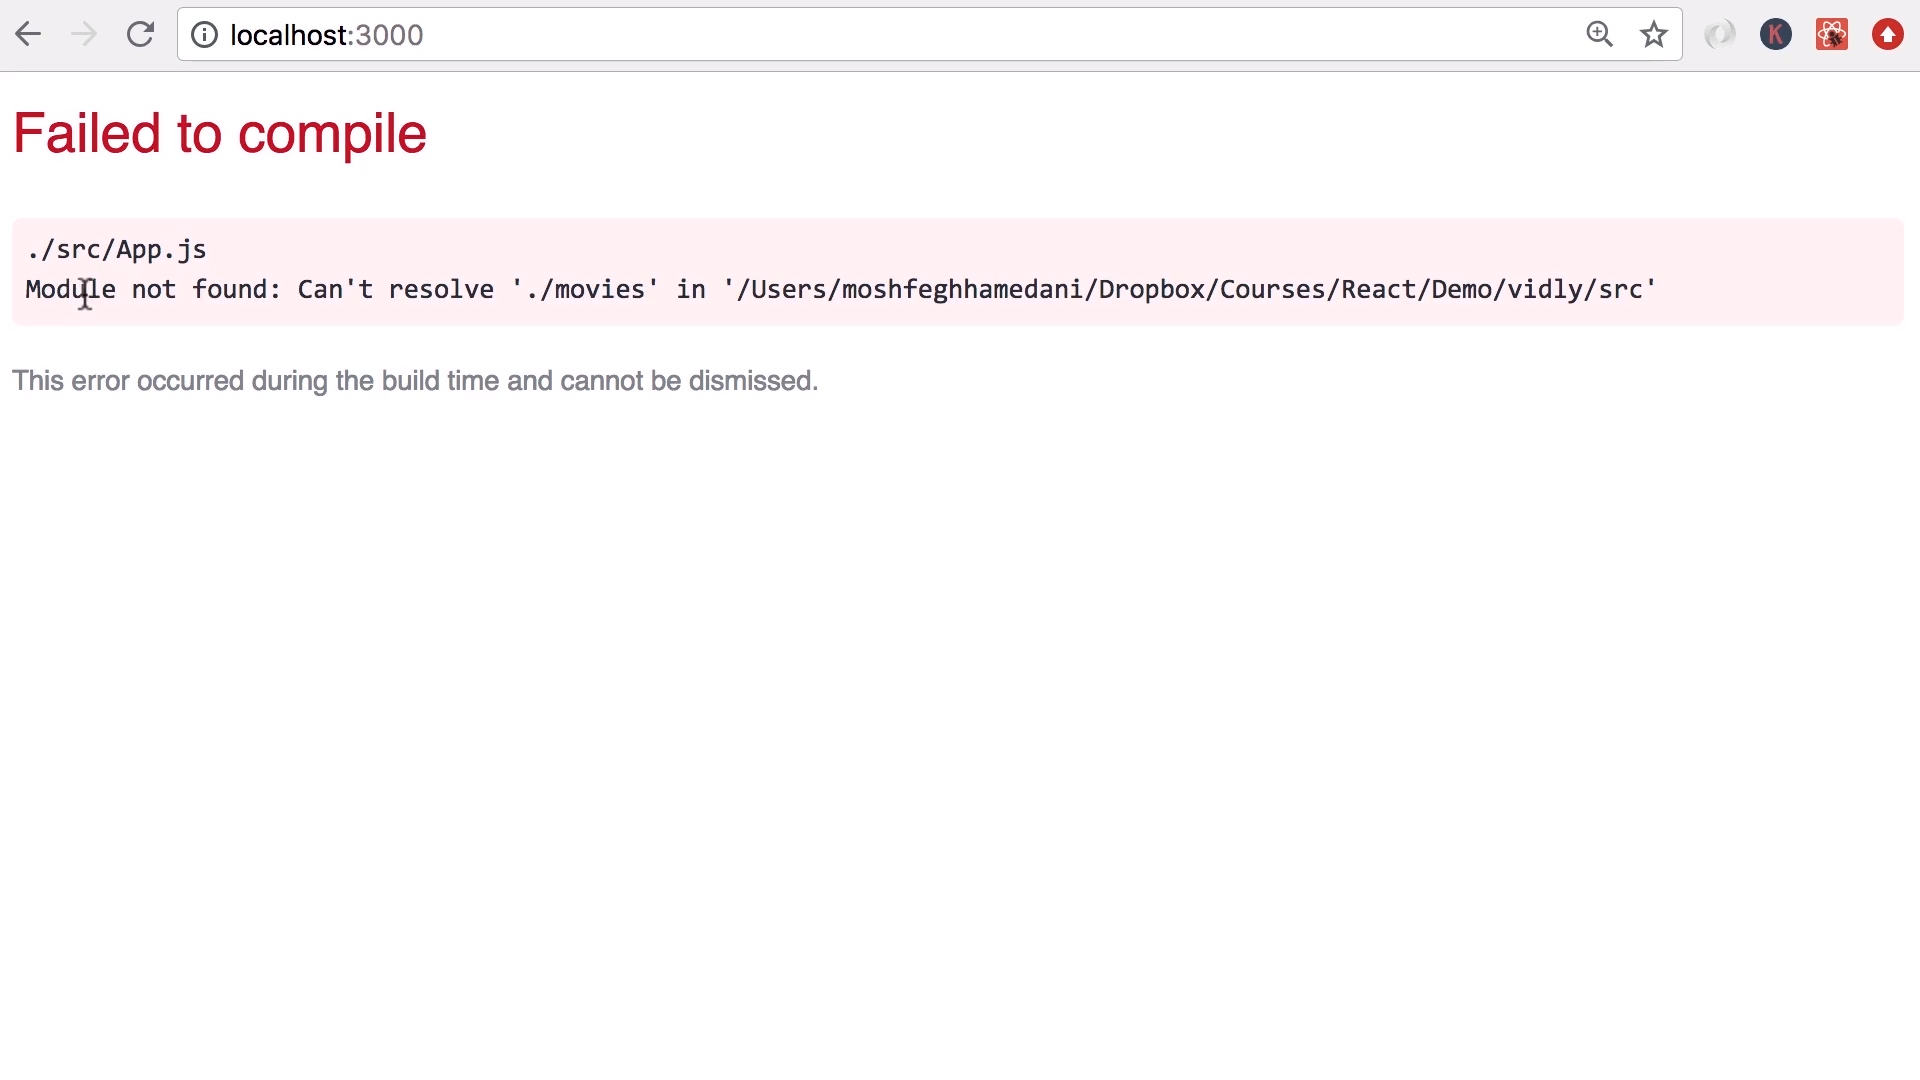 localhost:3000
K
Failed to compile
./src/App.js
Module not found: Can't resolve './movies' in '/Users/moshfeghhamedani/Dropbox/Courses/React/Demo/vidly/src'
This error occurred during the build time and cannot be dismissed.